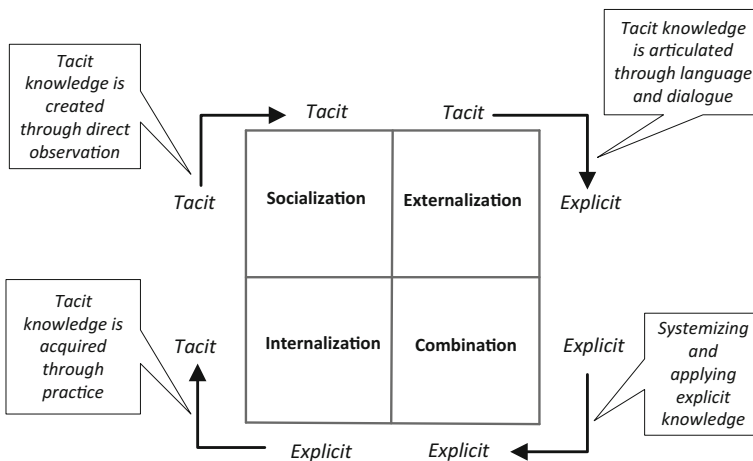 Tacit
knowledge is
created
through direct
observation
Tacit knowledge
is articulated
through language
and dialogue
Tacit
Tacit
Tacit
Socialization
Externalization
Explicit
Tacit
knowledge is
acquired
through
practice
Tacit
Internalization
Combination
Explicit
Systemizing
and
applying
explicit
knowledge
Explicit
Explicit